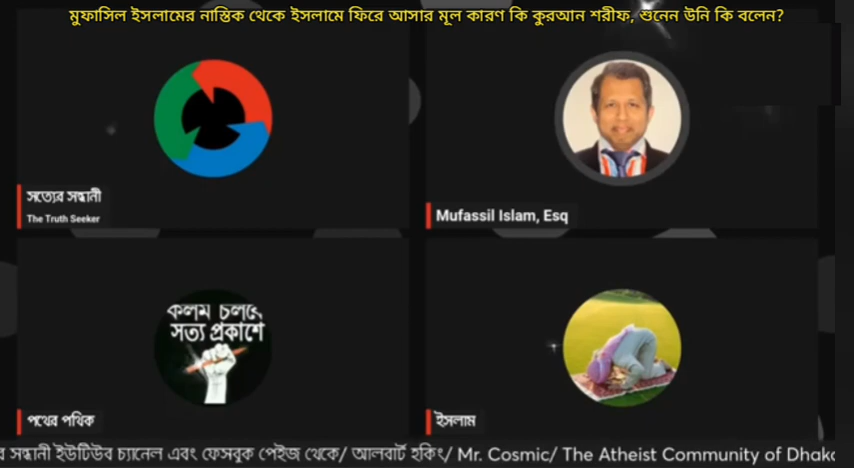 মুফাসিল ইসলামের নাস্তিক থেকে ইসলামে ফিরে আসার মূল কারণ কি কুরআন শরীফ, শুনেন উনি কি বলেন?
সত্যের সন্ধানী
The Truth Seeker
Mufassil Islam, Esq
কলম চলবে
সত্য প্রকাশে
পথের পথিক
ইসলাম
র সন্ধানী ইউটিউব চ্যানেল এবং ফেসবুক পেইজ থেকে/ আলবার্ট হকিং/ Mr. Cosmic/ The Atheist Community of Dhaka